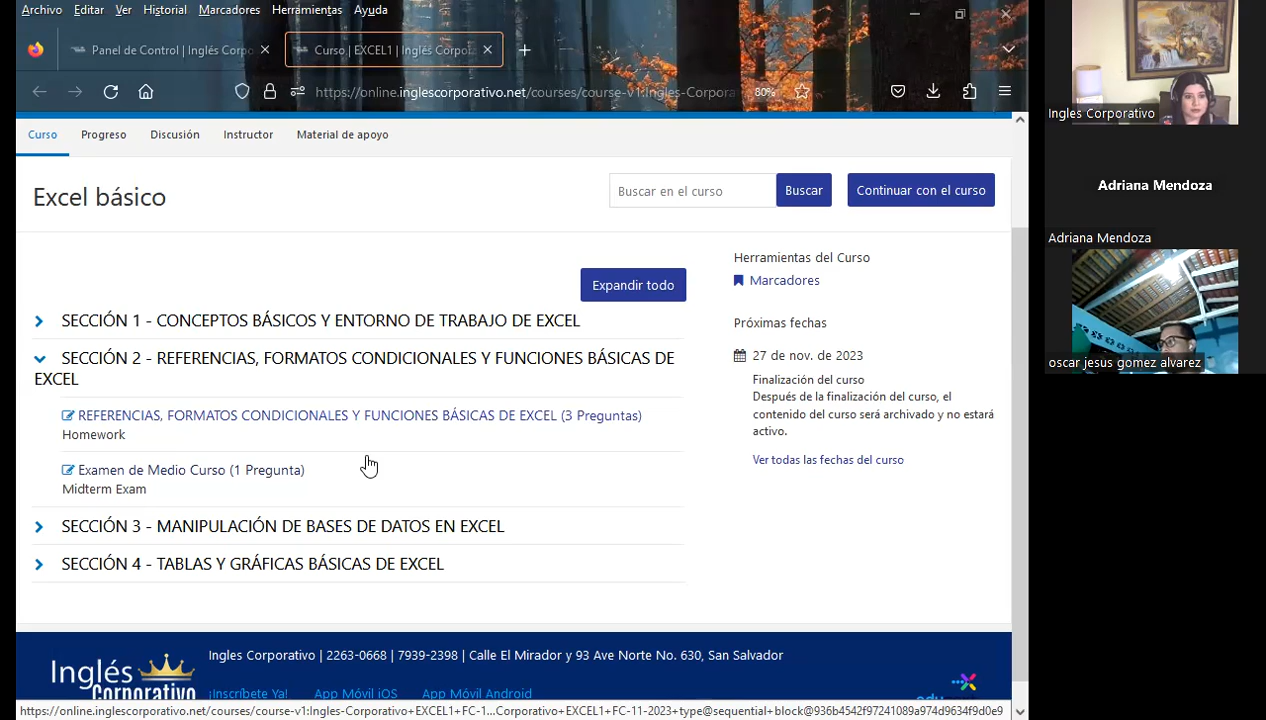 Archivo Editar Ver Historial Marcadores Herramientas Ayuda
Panel de Control | Inglés Corpo
Curso | EXCEL1 | Inglés Corpor
https://online.inglescorporativo.net/courses/course-v1:Ingles-Corpora
80%
Curso Progreso Discusión Instructor Material de apoyo
Excel básico
Buscar en el curso
Buscar
Continuar con el curso
Expandir todo
SECCIÓN 1 - CONCEPTOS BÁSICOS Y ENTORNO DE TRABAJO DE EXCEL
SECCIÓN 2 - REFERENCIAS, FORMATOS CONDICIONALES Y FUNCIONES BÁSICAS DE
EXCEL
REFERENCIAS, FORMATOS CONDICIONALES Y FUNCIONES BÁSICAS DE EXCEL (3 Preguntas)
Homework
Examen de Medio Curso (1 Pregunta)
Midterm Exam
SECCIÓN 3 - MANIPULACIÓN DE BASES DE DATOS EN EXCEL
SECCIÓN 4 - TABLAS Y GRÁFICAS BÁSICAS DE EXCEL
Herramientas del Curso
Marcadores
Próximas fechas
27 de nov. de 2023
Finalización del curso
Después de la finalización del curso, el
contenido del curso será archivado y no estará
activo.
Ver todas las fechas del curso
Inglés
Corporativo
Ingles Corporativo | 2263-0668 | 7939-2398 | Calle El Mirador y 93 Ave Norte No. 630, San Salvador
¡Inscríbete Ya! App Móvil iOS App Móvil Android
edu
https://online.inglescorporativo.net/courses/course-v1:Ingles-Corporativo+EXCEL1+FC-1...Corporativo+EXCEL1+FC-11-2023+type@sequential+block@936b4542f97241089a974d9634f9d0e9
Ingles Corporativo
Adriana Mendoza
Adriana Mendoza
oscar jesus gomez alvarez